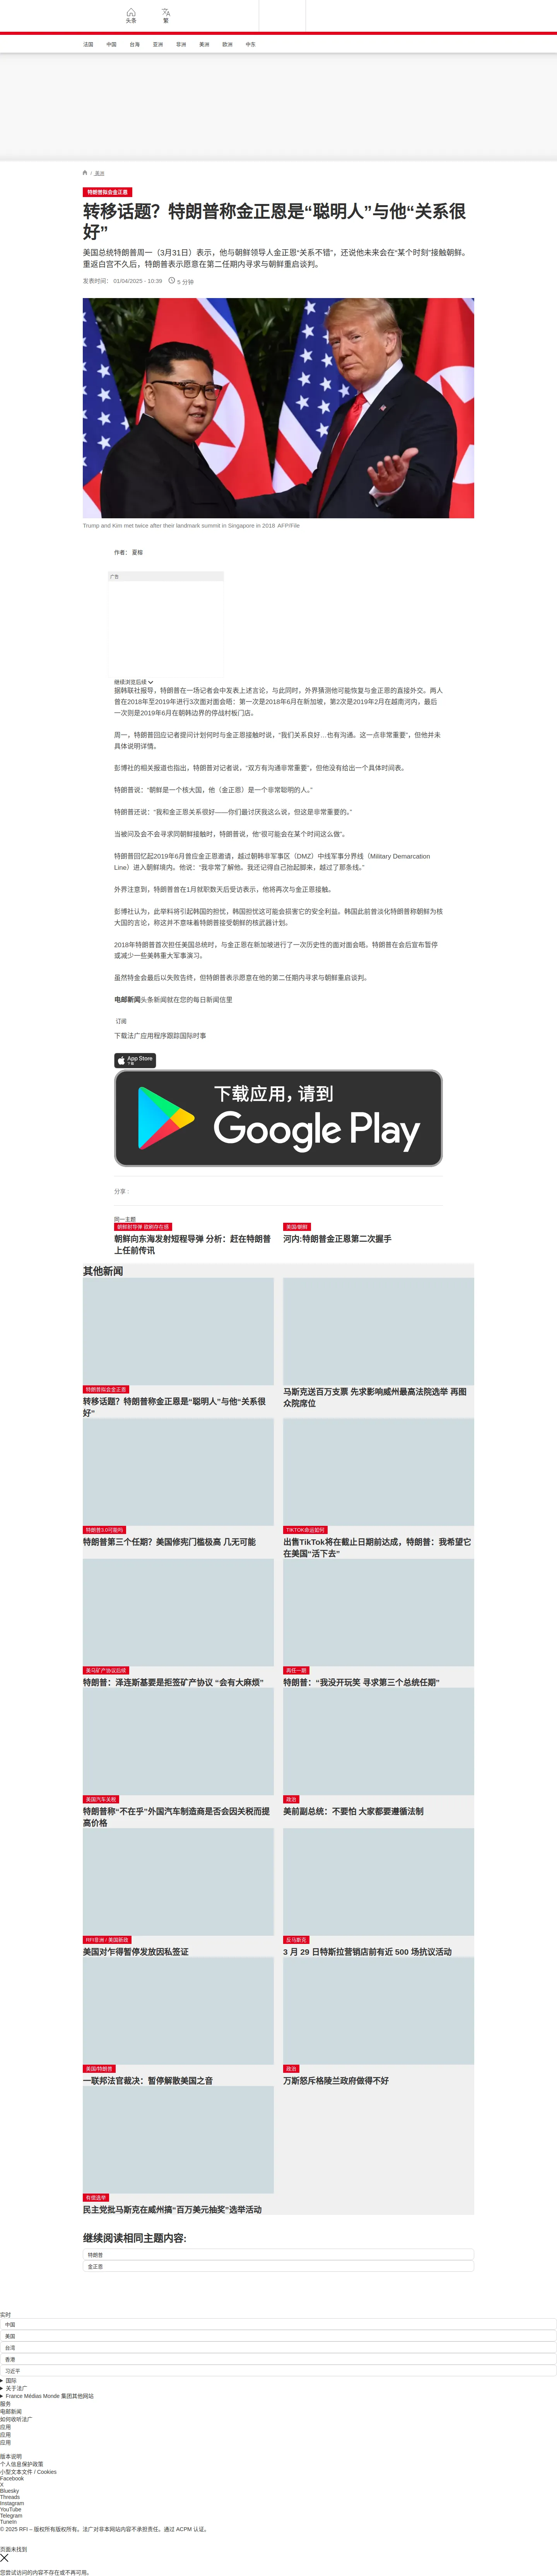 头条
繁
法国
中国
台海
亚洲
非洲
美洲
欧洲
中东
/ 美洲
特朗普拟会金正恩
转移话题？特朗普称金正恩是“聪明人”与他“关系很
好”
美国总统特朗普周一（3月31日）表示，他与朝鲜领导人金正恩“关系不错”，还说他未来会在“某个时刻”接触朝鲜。
重返白宫不久后，特朗普表示愿意在第二任期内寻求与朝鲜重启谈判。
发表时间： 01/04/2025 - 10:39 5 分钟
Trump and Kim met twice after their landmark summit in Singapore in 2018 AFP/File
作者： 夏榕
广告
继续浏览后续
据韩联社报导，特朗普在一场记者会中发表上述言论，与此同时，外界猜测他可能恢复与金正恩的直接外交。两人
曾在2018年至2019年进行3次面对面会晤：第一次是2018年6月在新加坡，第2次是2019年2月在越南河内，最后
一次则是2019年6月在朝韩边界的停战村板门店。
周一，特朗普回应记者提问计划何时与金正恩接触时说，“我们关系良好…也有沟通。这一点非常重要”，但他并未
具体说明详情。
彭博社的相关报道也指出，特朗普对记者说，“双方有沟通非常重要”，但他没有给出一个具体时间表。
特朗普说：“朝鲜是一个核大国，他（金正恩）是一个非常聪明的人。”
特朗普还说：“我和金正恩关系很好——你们最讨厌我这么说，但这是非常重要的。”
当被问及会不会寻求同朝鲜接触时，特朗普说，他“很可能会在某个时间这么做”。
特朗普回忆起2019年6月曾应金正恩邀请，越过朝韩非军事区（DMZ）中线军事分界线（Military Demarcation
Line）进入朝鲜境内。他说：“我非常了解他。我还记得自己抬起脚来，越过了那条线。”
外界注意到，特朗普曾在1月就职数天后受访表示，他将再次与金正恩接触。
彭博社认为，此举料将引起韩国的担忧，韩国担忧这可能会损害它的安全利益。韩国此前曾淡化特朗普称朝鲜为核
大国的言论，称这并不意味着特朗普接受朝鲜的核武器计划。
2018年特朗普首次担任美国总统时，与金正恩在新加坡进行了一次历史性的面对面会晤。特朗普在会后宣布暂停
或减少一些美韩重大军事演习。
虽然特金会最后以失败告终，但特朗普表示愿意在他的第二任期内寻求与朝鲜重启谈判。
电邮新闻头条新闻就在您的每日新闻信里
订阅
下载法广应用程序跟踪国际时事
App Store
下载
下载应用，请到
Google Play
分享 :
同一主题
朝鲜射导弹 欲刷存在感
朝鲜向东海发射短程导弹 分析：赶在特朗普
上任前传讯
美国/朝鲜
河内:特朗普金正恩第二次握手
其他新闻
特朗普拟会金正恩
转移话题？特朗普称金正恩是“聪明人”与他“关系很
好”
马斯克送百万支票 先求影响威州最高法院选举 再图
众院席位
特朗普3.0可能吗
特朗普第三个任期？美国修宪门槛极高 几无可能
TIKTOK命运如何
出售TikTok将在截止日期前达成，特朗普：我希望它
在美国“活下去”
美乌矿产协议后续
特朗普：泽连斯基要是拒签矿产协议 “会有大麻烦”
再任一期
特朗普：“我没开玩笑 寻求第三个总统任期”
美国汽车关税
特朗普称“不在乎”外国汽车制造商是否会因关税而提
高价格
政治
美前副总统：不要怕 大家都要遵循法制
RFI非洲 / 美国新政
美国对乍得暂停发放因私签证
反马斯克
3 月 29 日特斯拉营销店前有近 500 场抗议活动
美国/特朗普
一联邦法官裁决：暂停解散美国之音
政治
万斯怒斥格陵兰政府做得不好
有偿选举
民主党批马斯克在威州搞“百万美元抽奖”选举活动
继续阅读相同主题内容:
特朗普
金正恩
实时
中国
美国
台湾
香港
习近平
国际
关于法广
France Médias Monde 集团其他网站
服务
电邮新闻
如何收听法广
应用
应用
应用
版本说明
个人信息保护政策
小型文本文件 / Cookies
Facebook
X
Bluesky
Threads
Instagram
YouTube
Telegram
TuneIn
© 2025 RFI – 版权所有版权所有。法广对非本网站内容不承担责任。通过 ACPM 认证。
页面未找到
您尝试访问的内容不存在或不再可用。